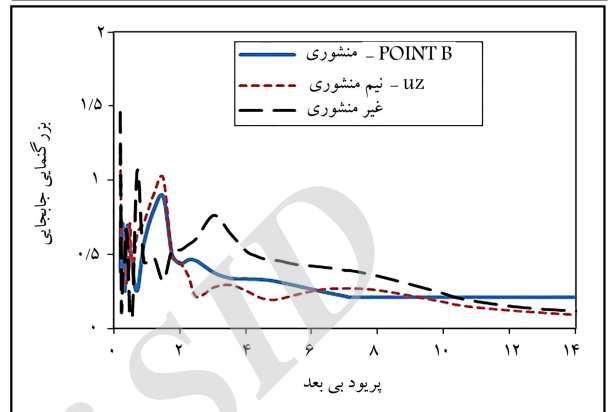 بزرگنمایی جابجایی
۲
۱/۵
۱
۰/۵
۰
منشوری – POINT B
نیم منشوری – uz
غیر منشوری
۰ ۲ ۴ ۶ ۸ ۱۰ ۱۲ ۱۴
پریود بی بعد
SID